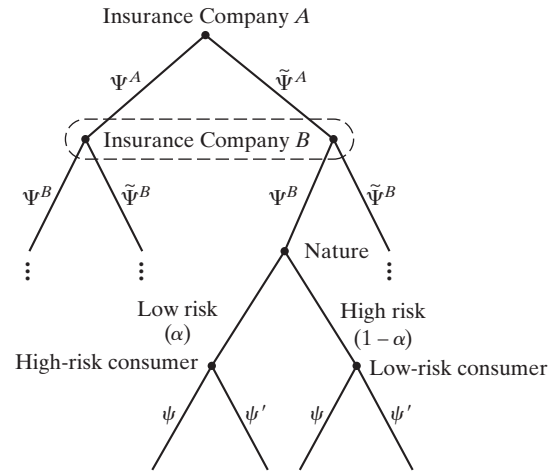 Insurance Company A
Ψ^A Ψ̃^A
Insurance Company B
Ψ^B Ψ̃^B Ψ^B Ψ̃^B
Nature
Low risk
(α)
High risk
(1 – α)
High-risk consumer
Low-risk consumer
ψ ψ′ ψ ψ′